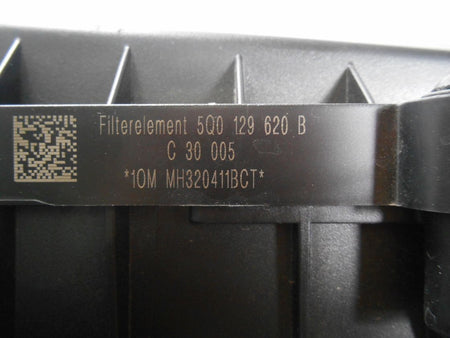 Filterelement 5Q0 129 620 B
C 30 005
*1OM MH320411BCT*